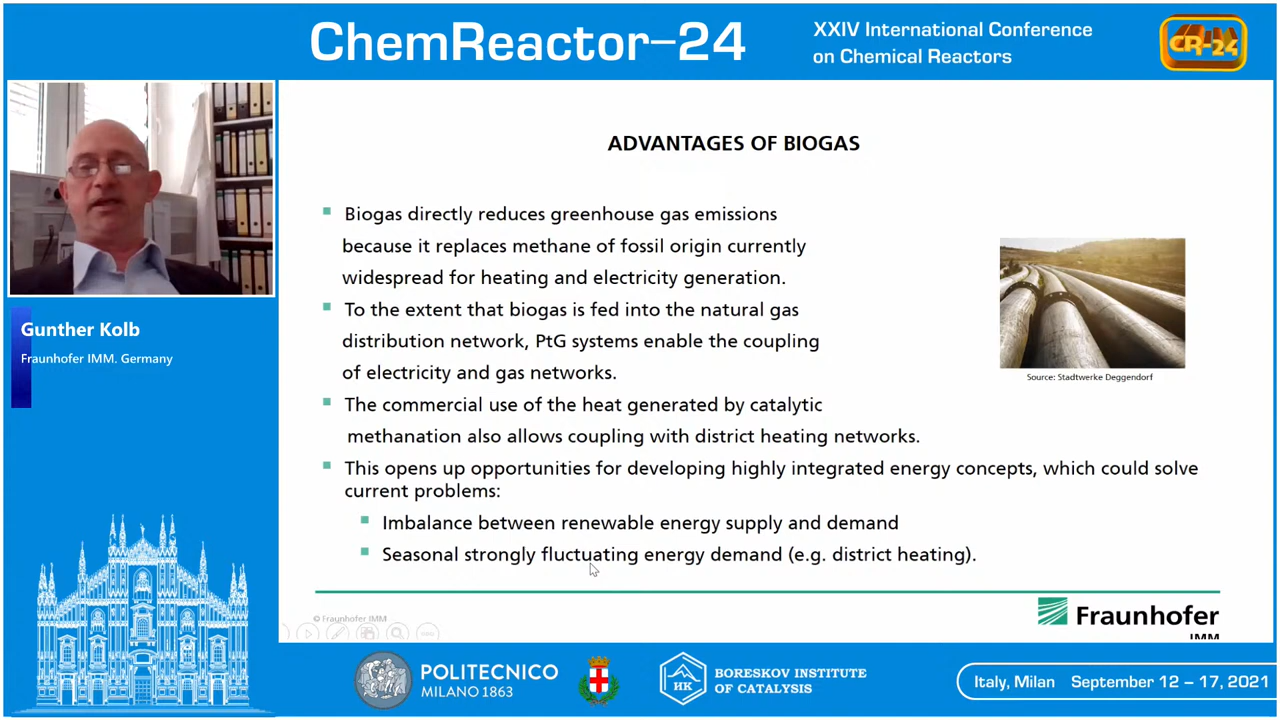 ChemReactor–24
XXIV International Conference
on Chemical Reactors
CR-24
ADVANTAGES OF BIOGAS
Biogas directly reduces greenhouse gas emissions
because it replaces methane of fossil origin currently
widespread for heating and electricity generation.
To the extent that biogas is fed into the natural gas
distribution network, PtG systems enable the coupling
of electricity and gas networks.
Source: Stadtwerke Deggendorf
The commercial use of the heat generated by catalytic
methanation also allows coupling with district heating networks.
This opens up opportunities for developing highly integrated energy concepts, which could solve
current problems:
Imbalance between renewable energy supply and demand
Seasonal strongly fluctuating energy demand (e.g. district heating).
Gunther Kolb
Fraunhofer IMM. Germany
© Fraunhofer IMM
Fraunhofer
IMM
POLITECNICO
MILANO 1863
HK
BORESKOV INSTITUTE
OF CATALYSIS
Italy, Milan September 12 – 17, 2021